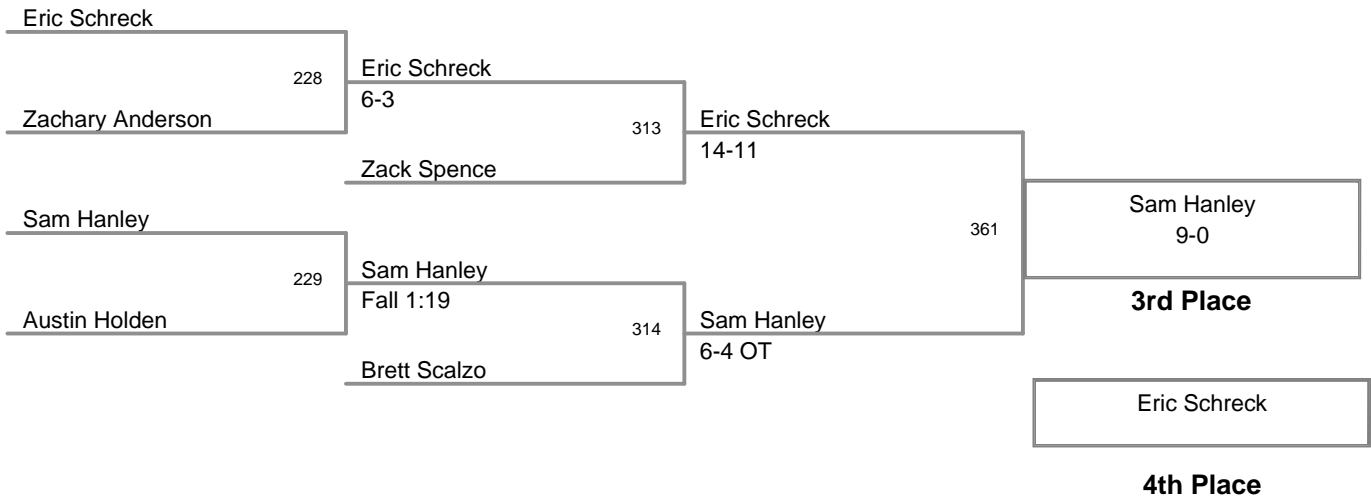 Eric Schreck
228
Eric Schreck
6-3
Zachary Anderson
313
Eric Schreck
14-11
Zack Spence
Sam Hanley
361
Sam Hanley
9-0
229
Sam Hanley
Fall 1:19
3rd Place
Austin Holden
314
Sam Hanley
6-4 OT
Brett Scalzo
Eric Schreck
4th Place